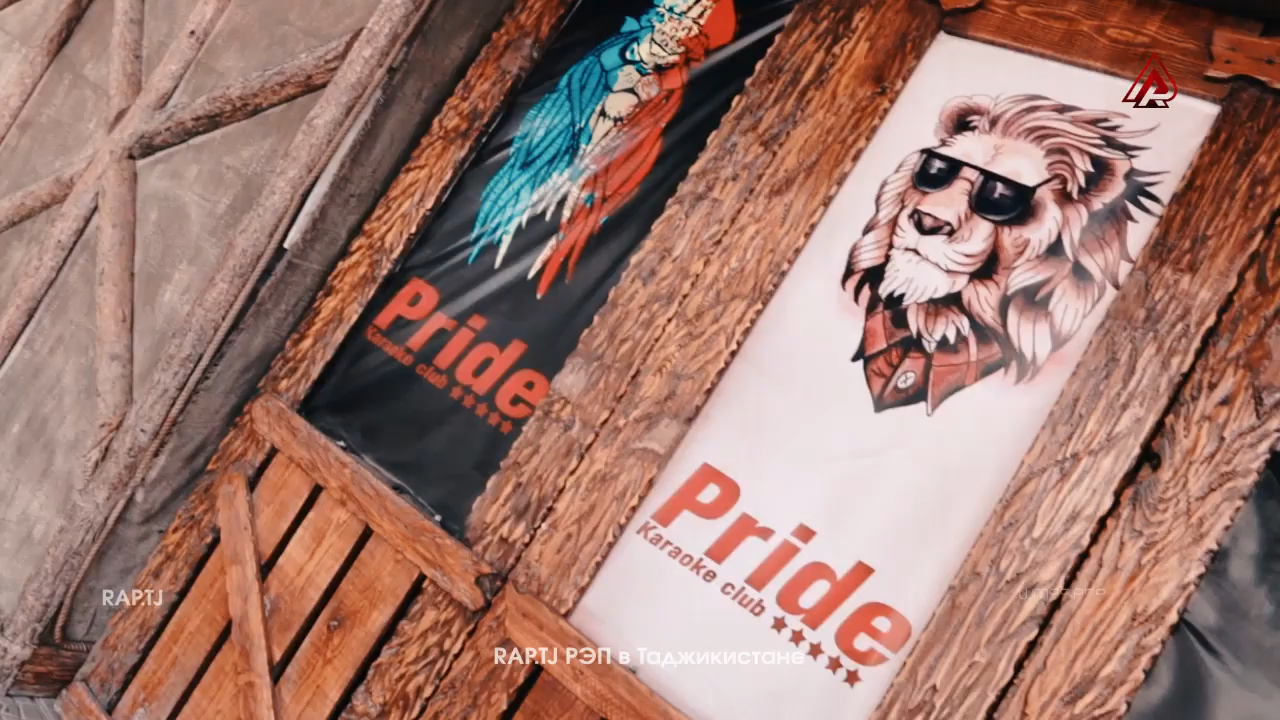 Pride
Karaoke club
Pride
Karaoke club
RAP.TJ
RAP.TJ РЭП в Таджикистане